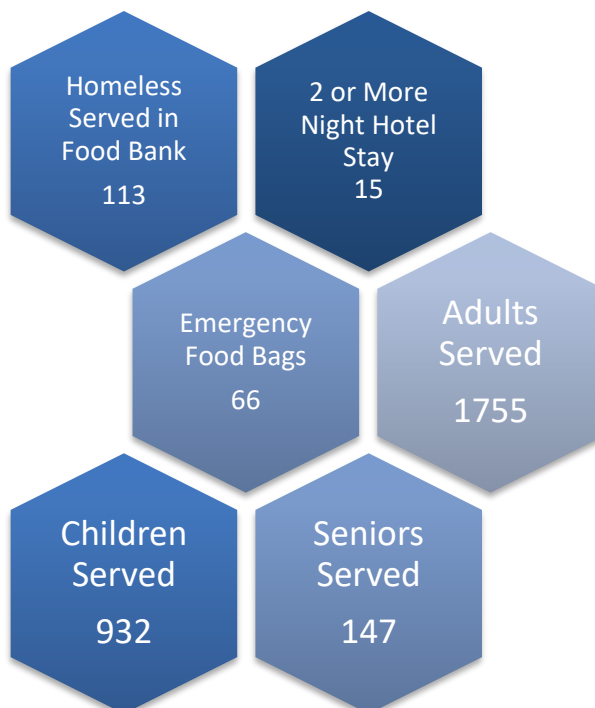 Homeless
Served in
Food Bank
113
2 or More
Night Hotel
Stay
15
Emergency
Food Bags
66
Adults
Served
1755
Children
Served
932
Seniors
Served
147